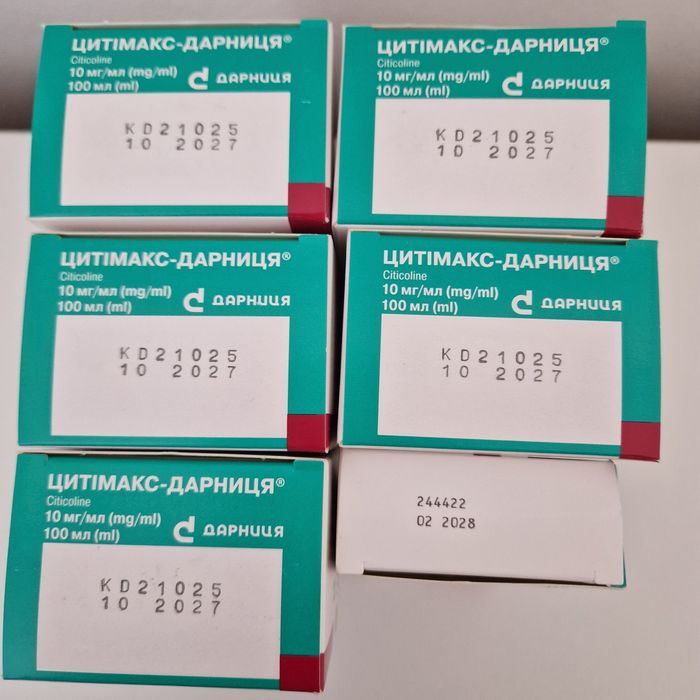 ЦИТІМАКС-ДАРНИЦЯ®
Citicoline
10 мг/мл (mg/ml)
100 мл (ml)
ДАРНИЦЯ
KD21025
10 2027
ЦИТІМАКС-ДАРНИЦЯ®
Citicoline
10 мг/мл (mg/ml)
100 мл (ml)
ДАРНИЦЯ
KD21025
10 2027
ЦИТІМАКС-ДАРНИЦЯ®
Citicoline
10 мг/мл (mg/ml)
100 мл (ml)
ДАРНИЦЯ
KD21025
10 2027
ЦИТІМАКС-ДАРНИЦЯ®
Citicoline
10 мг/мл (mg/ml)
100 мл (ml)
ДАРНИЦЯ
KD21025
10 2027
ЦИТІМАКС-ДАРНИЦЯ®
Citicoline
10 мг/мл (mg/ml)
100 мл (ml)
ДАРНИЦЯ
KD21025
10 2027
244422
02 2028